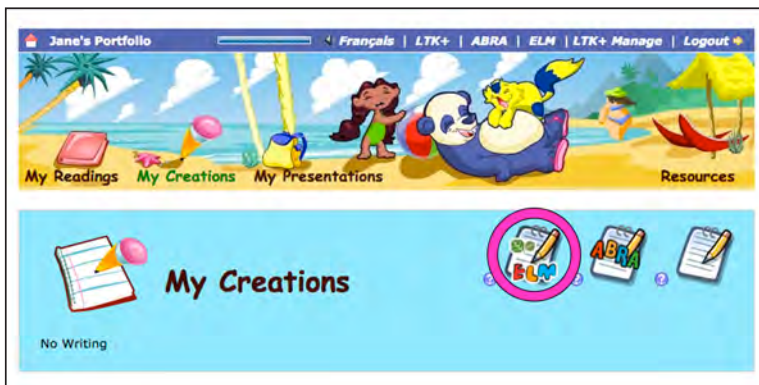 Jane's Portfolio Français | LTK+ | ABRA | ELM | LTK+ Manage | Logout
My Readings My Creations My Presentations Resources
ELM ABRA
? ? ?
My Creations
No Writing